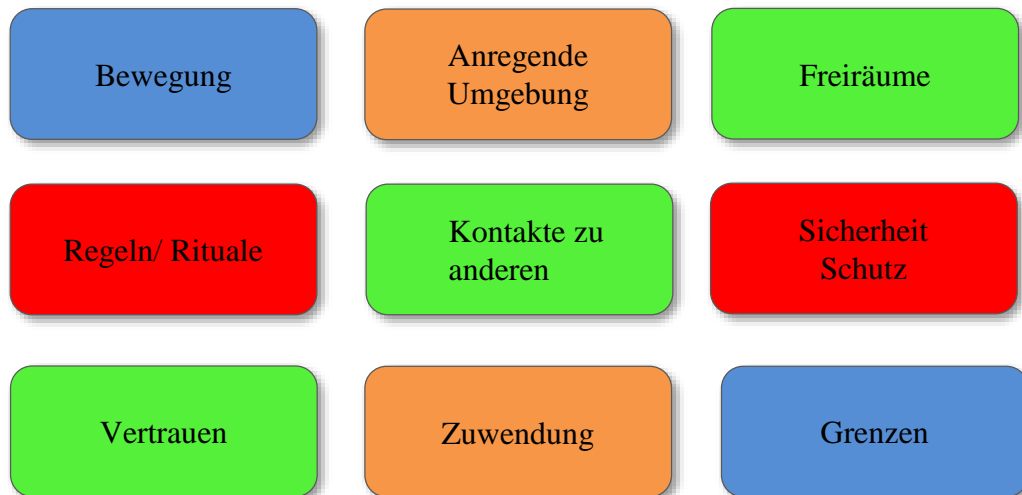 Bewegung
Anregende
Umgebung
Freiräume
Regeln/ Rituale
Kontakte zu
anderen
Sicherheit
Schutz
Vertrauen
Zuwendung
Grenzen